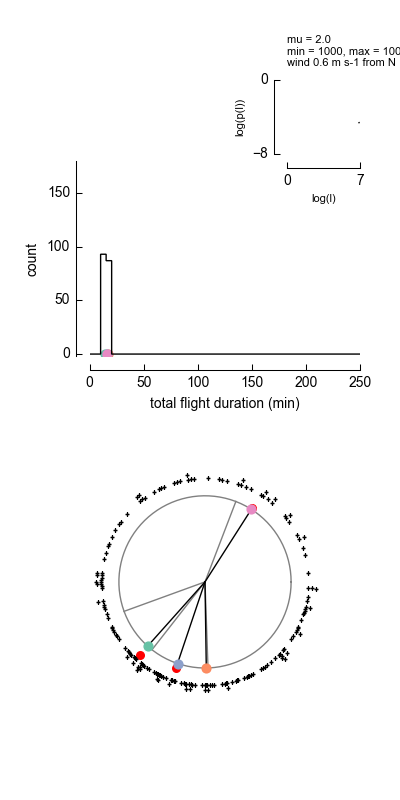 mu = 2.0
min = 1000, max = 100
wind 0.6 m s-1 from N
0
log(p(l))
−8
0 7
log(l)
150
100
count
50
0
0 50 100 150 200 250
total flight duration (min)